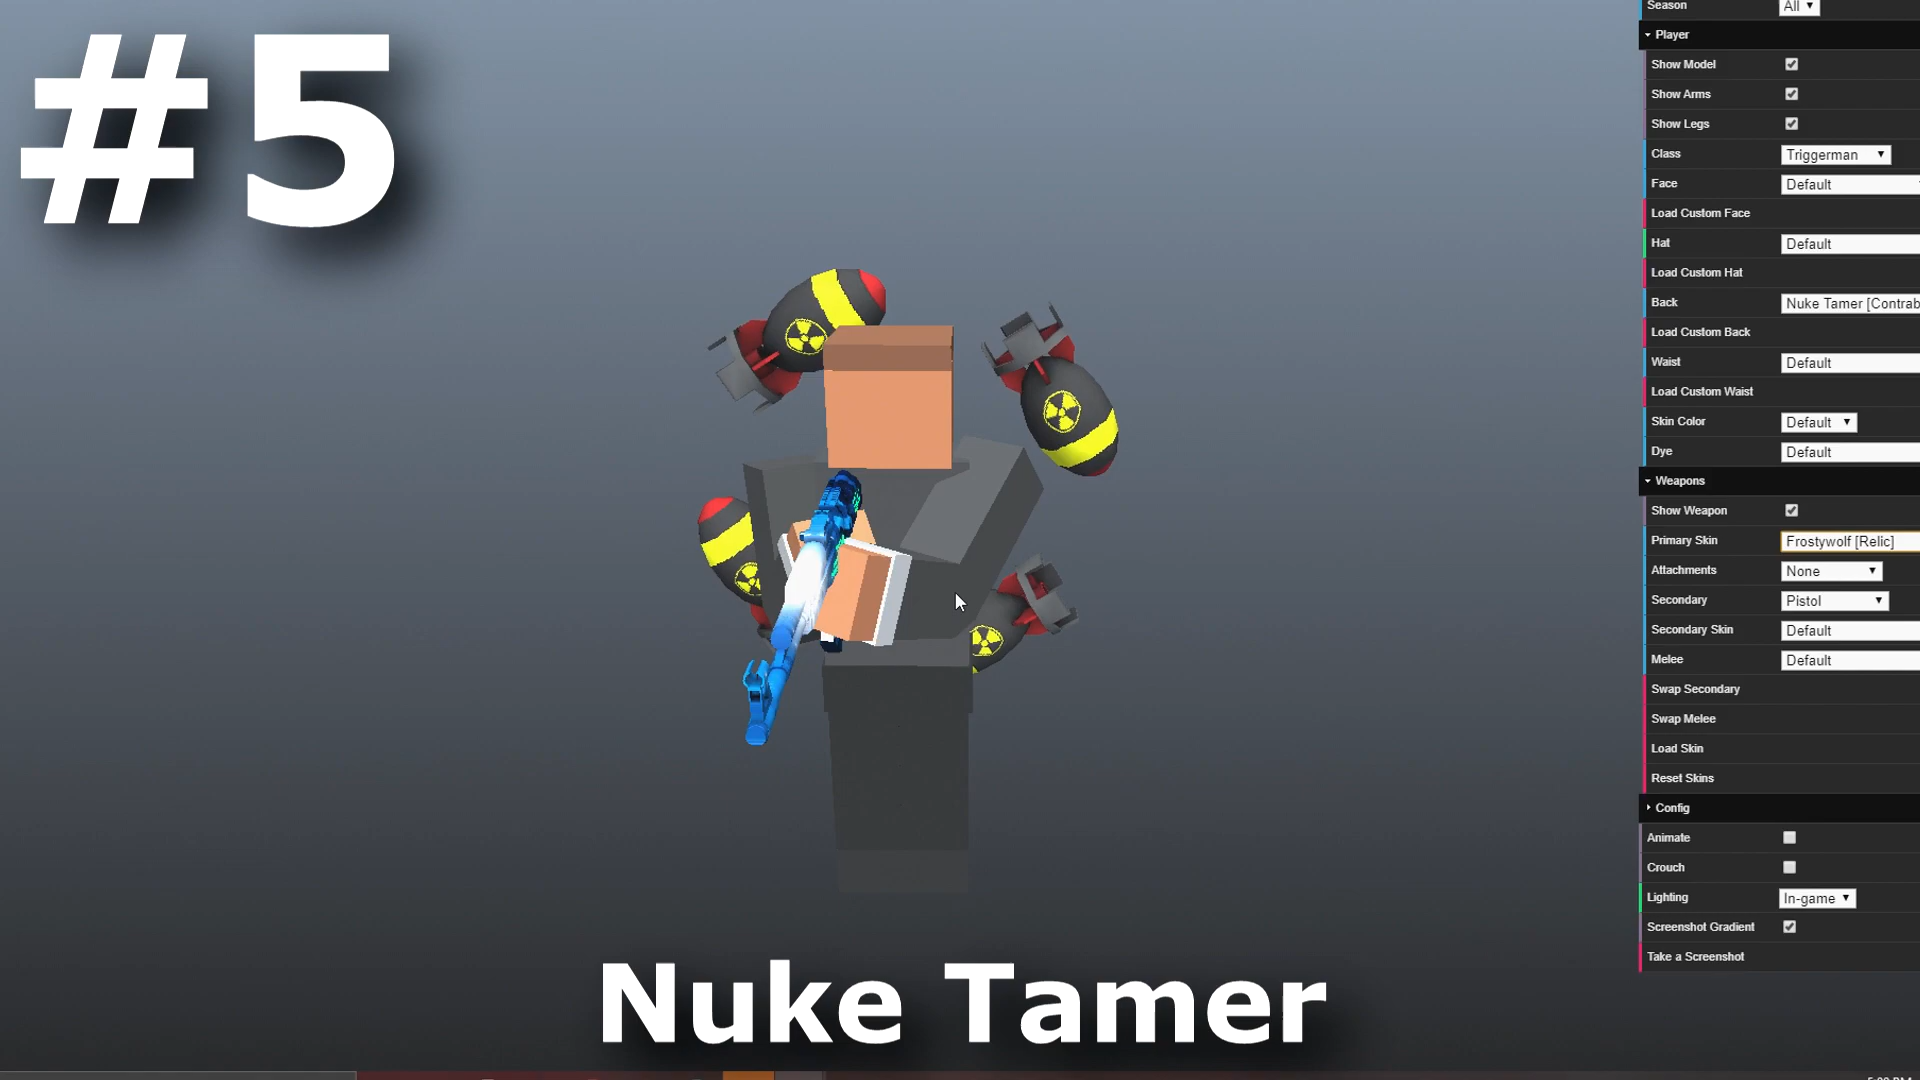 #5
Season All
Player
Show Model
Show Arms
Show Legs
Class Triggerman
Face Default
Load Custom Face
Hat Default
Load Custom Hat
Back Nuke Tamer [Contrab
Load Custom Back
Waist Default
Load Custom Waist
Skin Color Default
Dye Default
Weapons
Show Weapon
Primary Skin Frostywolf [Relic]
Attachments None
Secondary Pistol
Secondary Skin Default
Melee Default
Swap Secondary
Swap Melee
Load Skin
Reset Skins
Config
Animate
Crouch
Lighting In-game
Screenshot Gradient
Take a Screenshot
Nuke Tamer